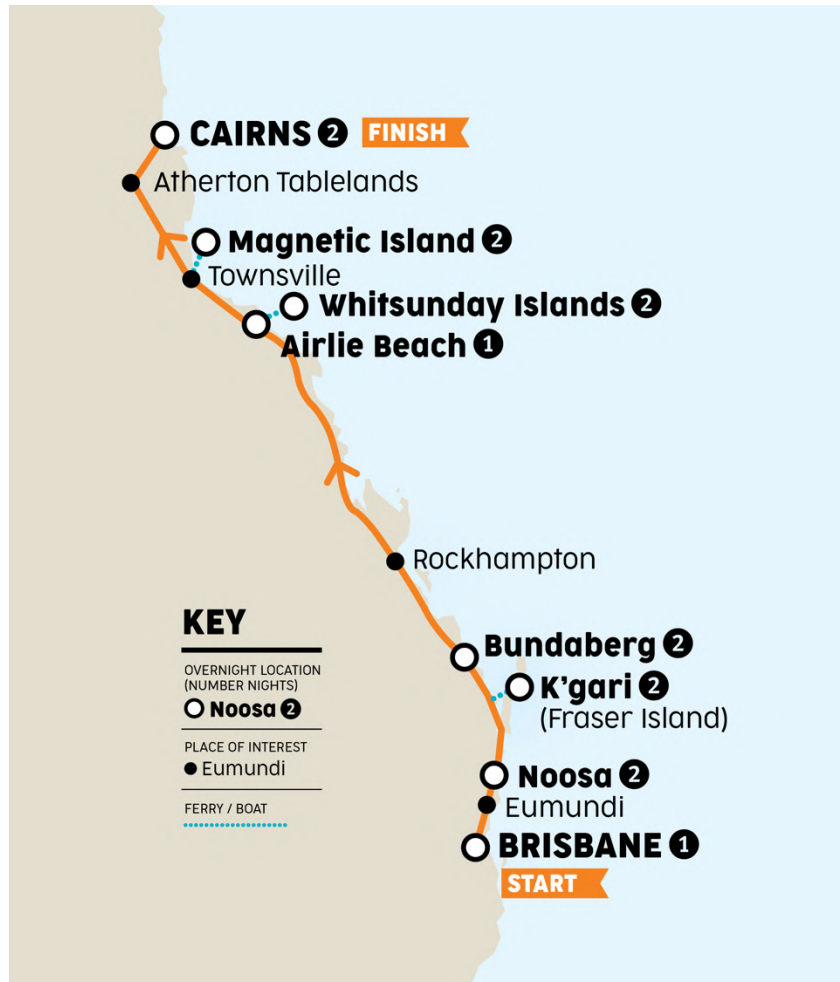 CAIRNS 2 FINISH
Atherton Tablelands
Magnetic Island 2
Townsville
Whitsunday Islands 2
Airlie Beach 1
Rockhampton
Bundaberg 2
K'gari 2
(Fraser Island)
Noosa 2
Eumundi
BRISBANE 1
START
KEY
OVERNIGHT LOCATION
(NUMBER NIGHTS)
Noosa 2
PLACE OF INTEREST
Eumundi
FERRY / BOAT